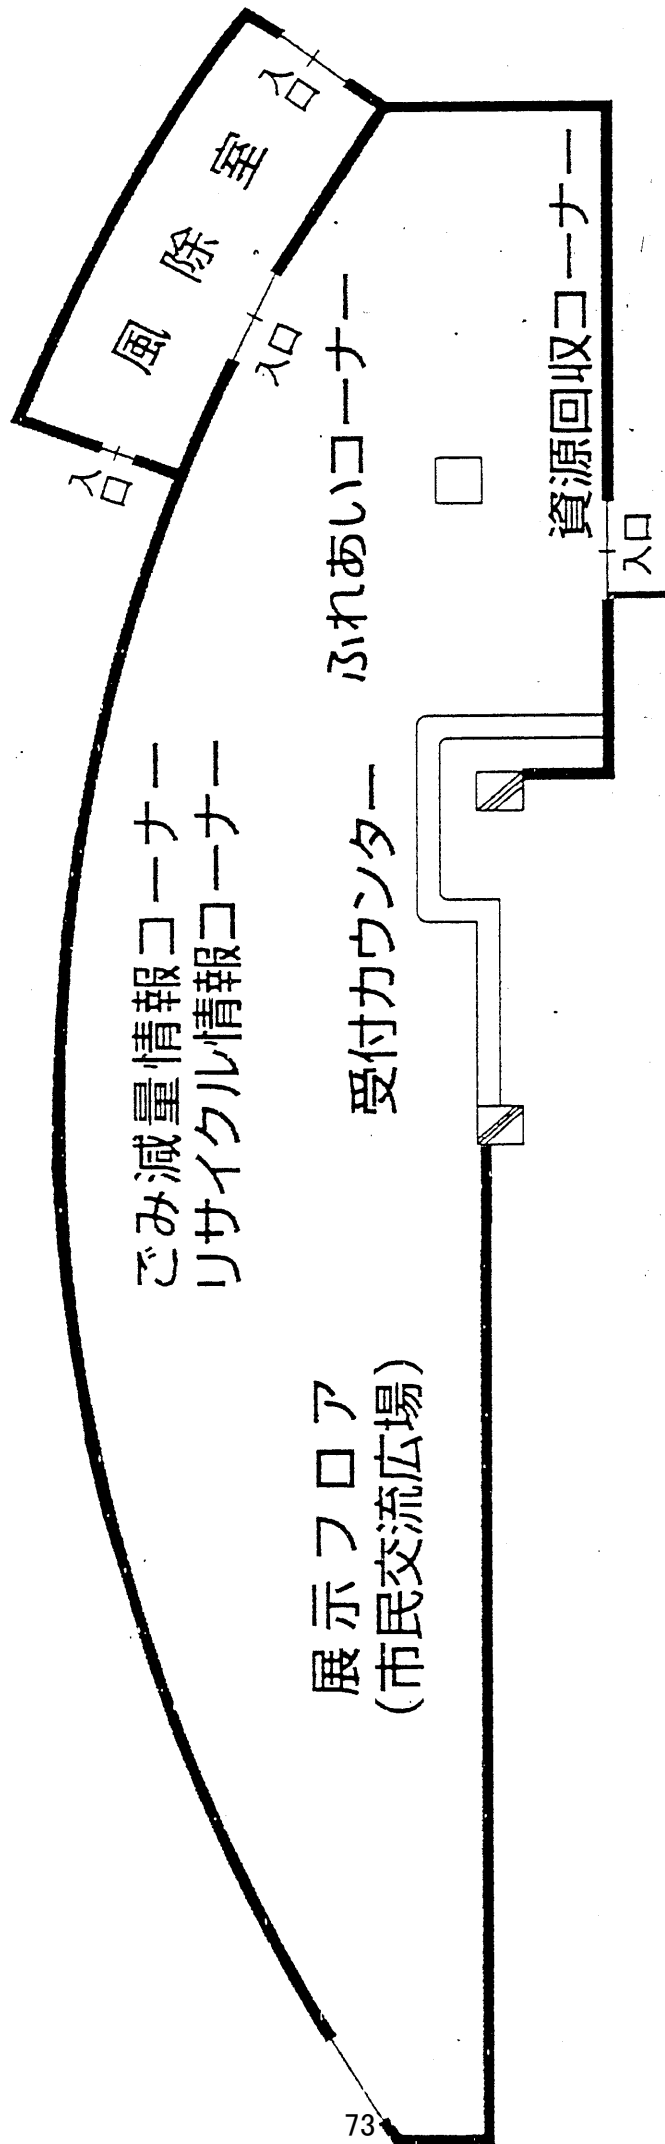 入口
風除室
入口
入口
ふれあいコーナー
資源回収コーナー
入口
ごみ減量情報コーナー
リサイクル情報コーナー
受付カウンター
展示フロア
(市民交流広場)
73